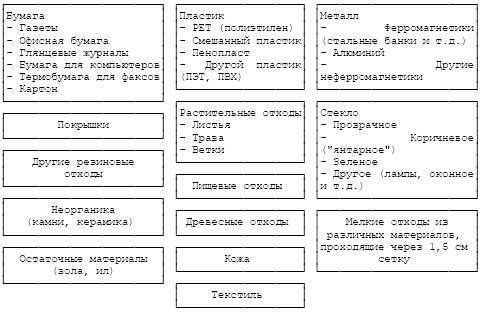 Бумага
- Газеты
- Офисная бумага
- Глянцевые журналы
- Бумага для компьютеров
- Термобумага для факсов
- Картон
Покрышки
Другие резиновые
отходы
Неорганика
(камни, керамика)
Остаточные материалы
(вола, ил)
Пластик
- PET (полиэтилен)
- Смешанный пластик
- Пенопласт
- Другой пластик
(ПЭТ, ПВХ)
Растительные отходы
- Листья
- Трава
- Ветки
Пищевые отходы
Древесные отходы
Кожа
Текстиль
Металл
- Ферромагнетики
(стальные банки и т.д.)
- Алюминий
- Другие
неферромагнетики
Стекло
- Прозрачное
- Коричневое
("янтарное")
- Зеленое
- Другое (лампы, оконное
и т.д.)
Мелкие отходы из
различных материалов,
проходящие через 1,5 см
сетку